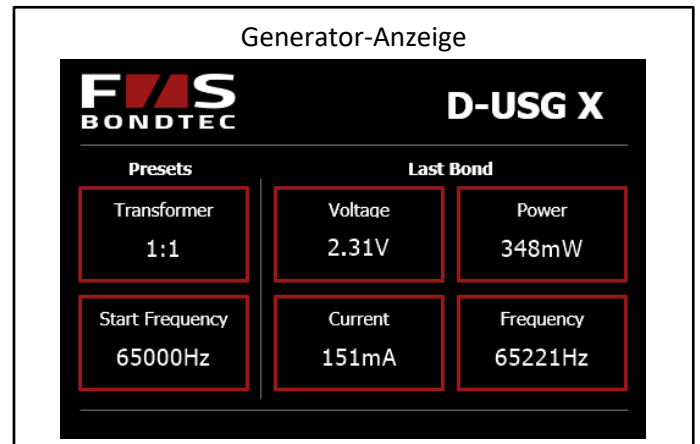 Generator-Anzeige
F//S
BONDTEC
D-USG X
Presets
Last Bond
Transformer
1:1
Voltage
2.31V
Power
348mW
Start Frequency
65000Hz
Current
151mA
Frequency
65221Hz